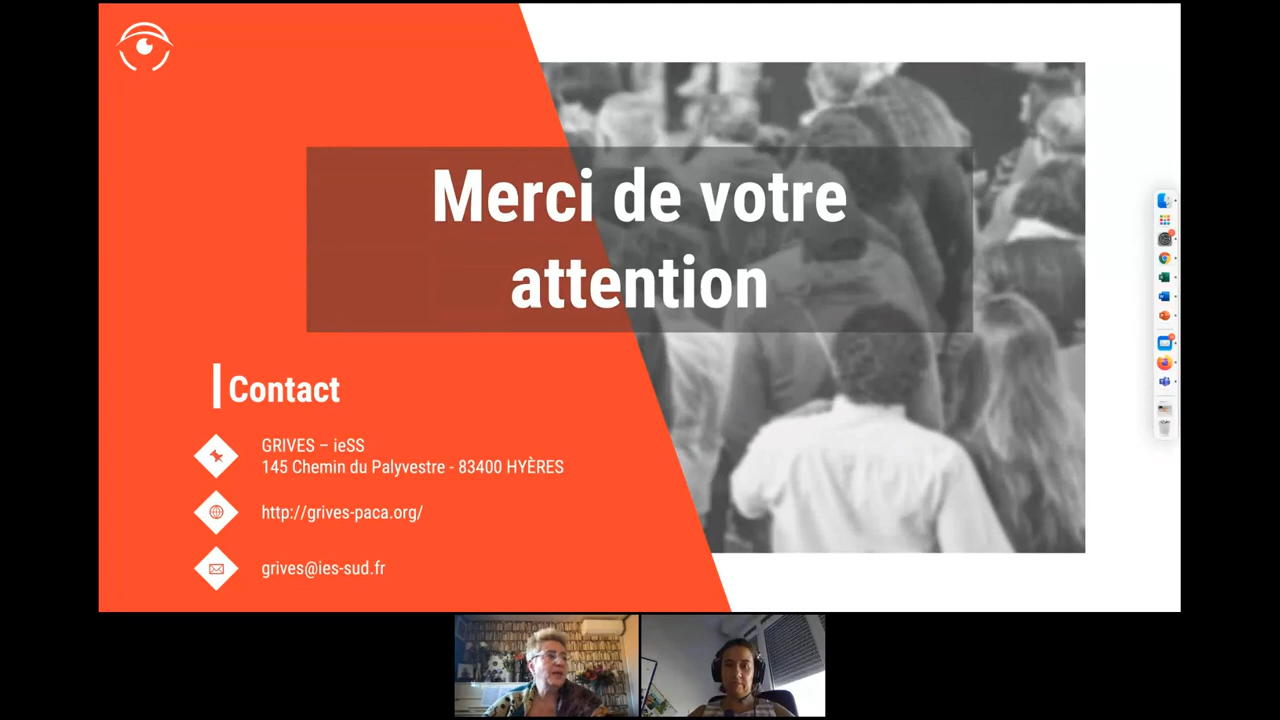 Merci de votre
attention
Contact
GRIVES – ieSS
145 Chemin du Palyvestre - 83400 HYÈRES
http://grives-paca.org/
grives@ies-sud.fr